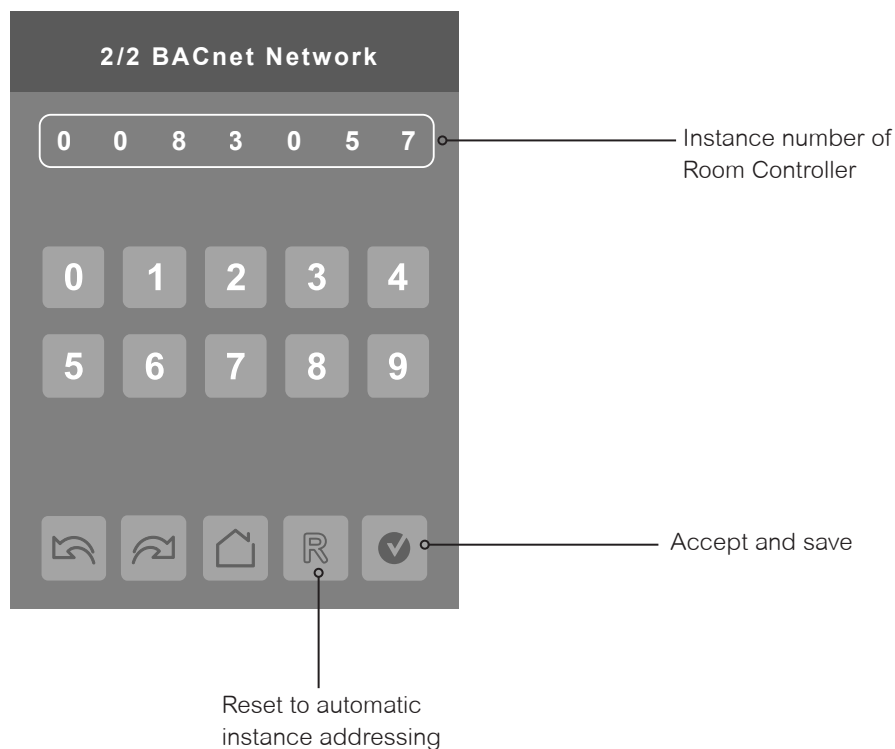 2/2 BACnet Network
0 0 8 3 0 5 7
Instance number of
Room Controller
0 1 2 3 4
5 6 7 8 9
R
Accept and save
Reset to automatic
instance addressing